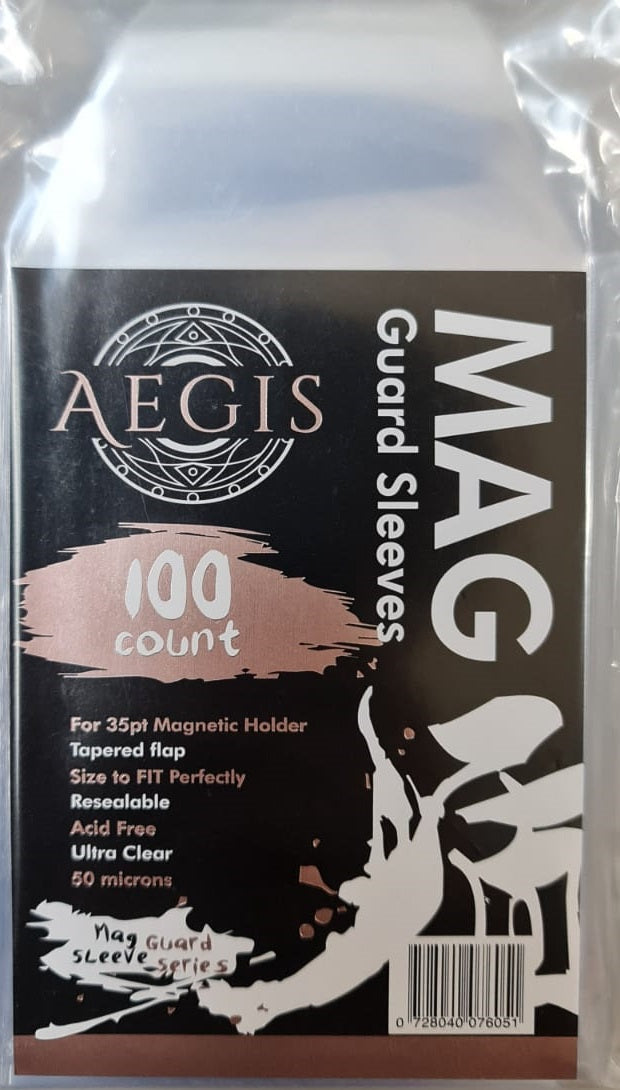 AEGIS
MAG
Guard Sleeves
100
count
For 35pt Magnetic Holder
Tapered flap
Size to FIT Perfectly
Resealable
Acid Free
Ultra Clear
50 microns
Mag Guard
Sleeve Series
0 728040 076051